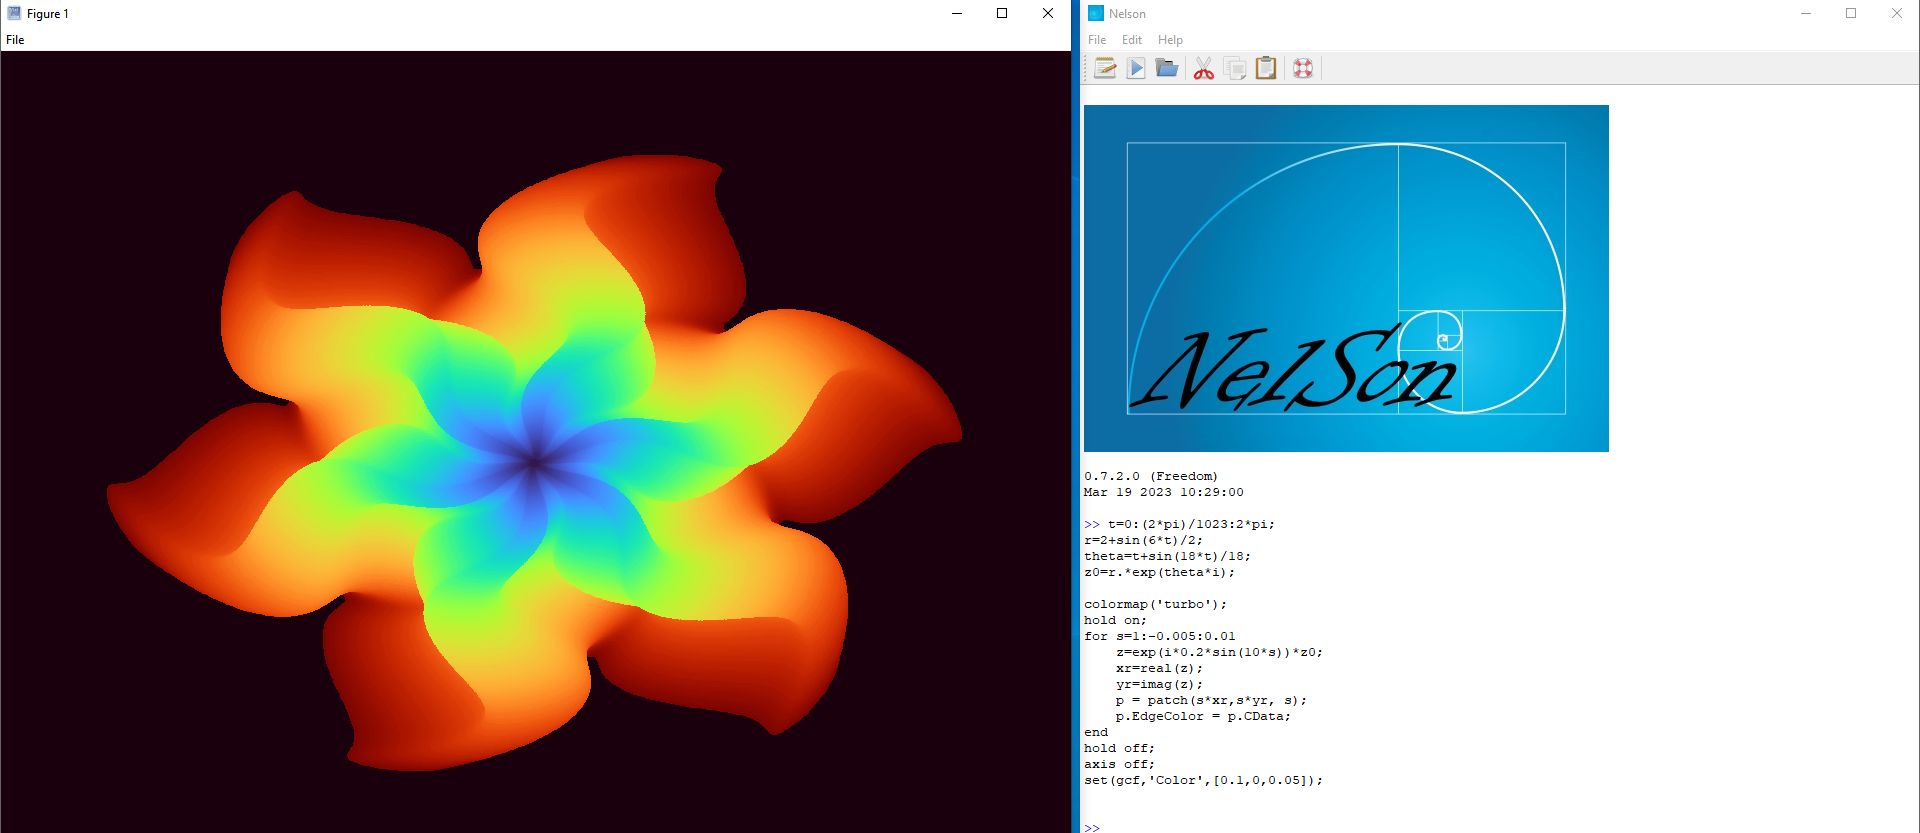 Figure 1
File
Nelson
File Edit Help
NelSon
0.7.2.0 (Freedom)
Mar 19 2023 10:29:00
>> t=0:(2*pi)/1023:2*pi;
r=2+sin(6*t)/2;
theta=t+sin(18*t)/18;
z0=r.*exp(theta*i);
colormap('turbo');
hold on;
for s=1:-0.005:0.01
    z=exp(i*0.2*sin(10*s))*z0;
    xr=real(z);
    yr=imag(z);
    p = patch(s*xr,s*yr, s);
    p.EdgeColor = p.CData;
end
hold off;
axis off;
set(gcf,'Color',[0.1,0,0.05]);
>>